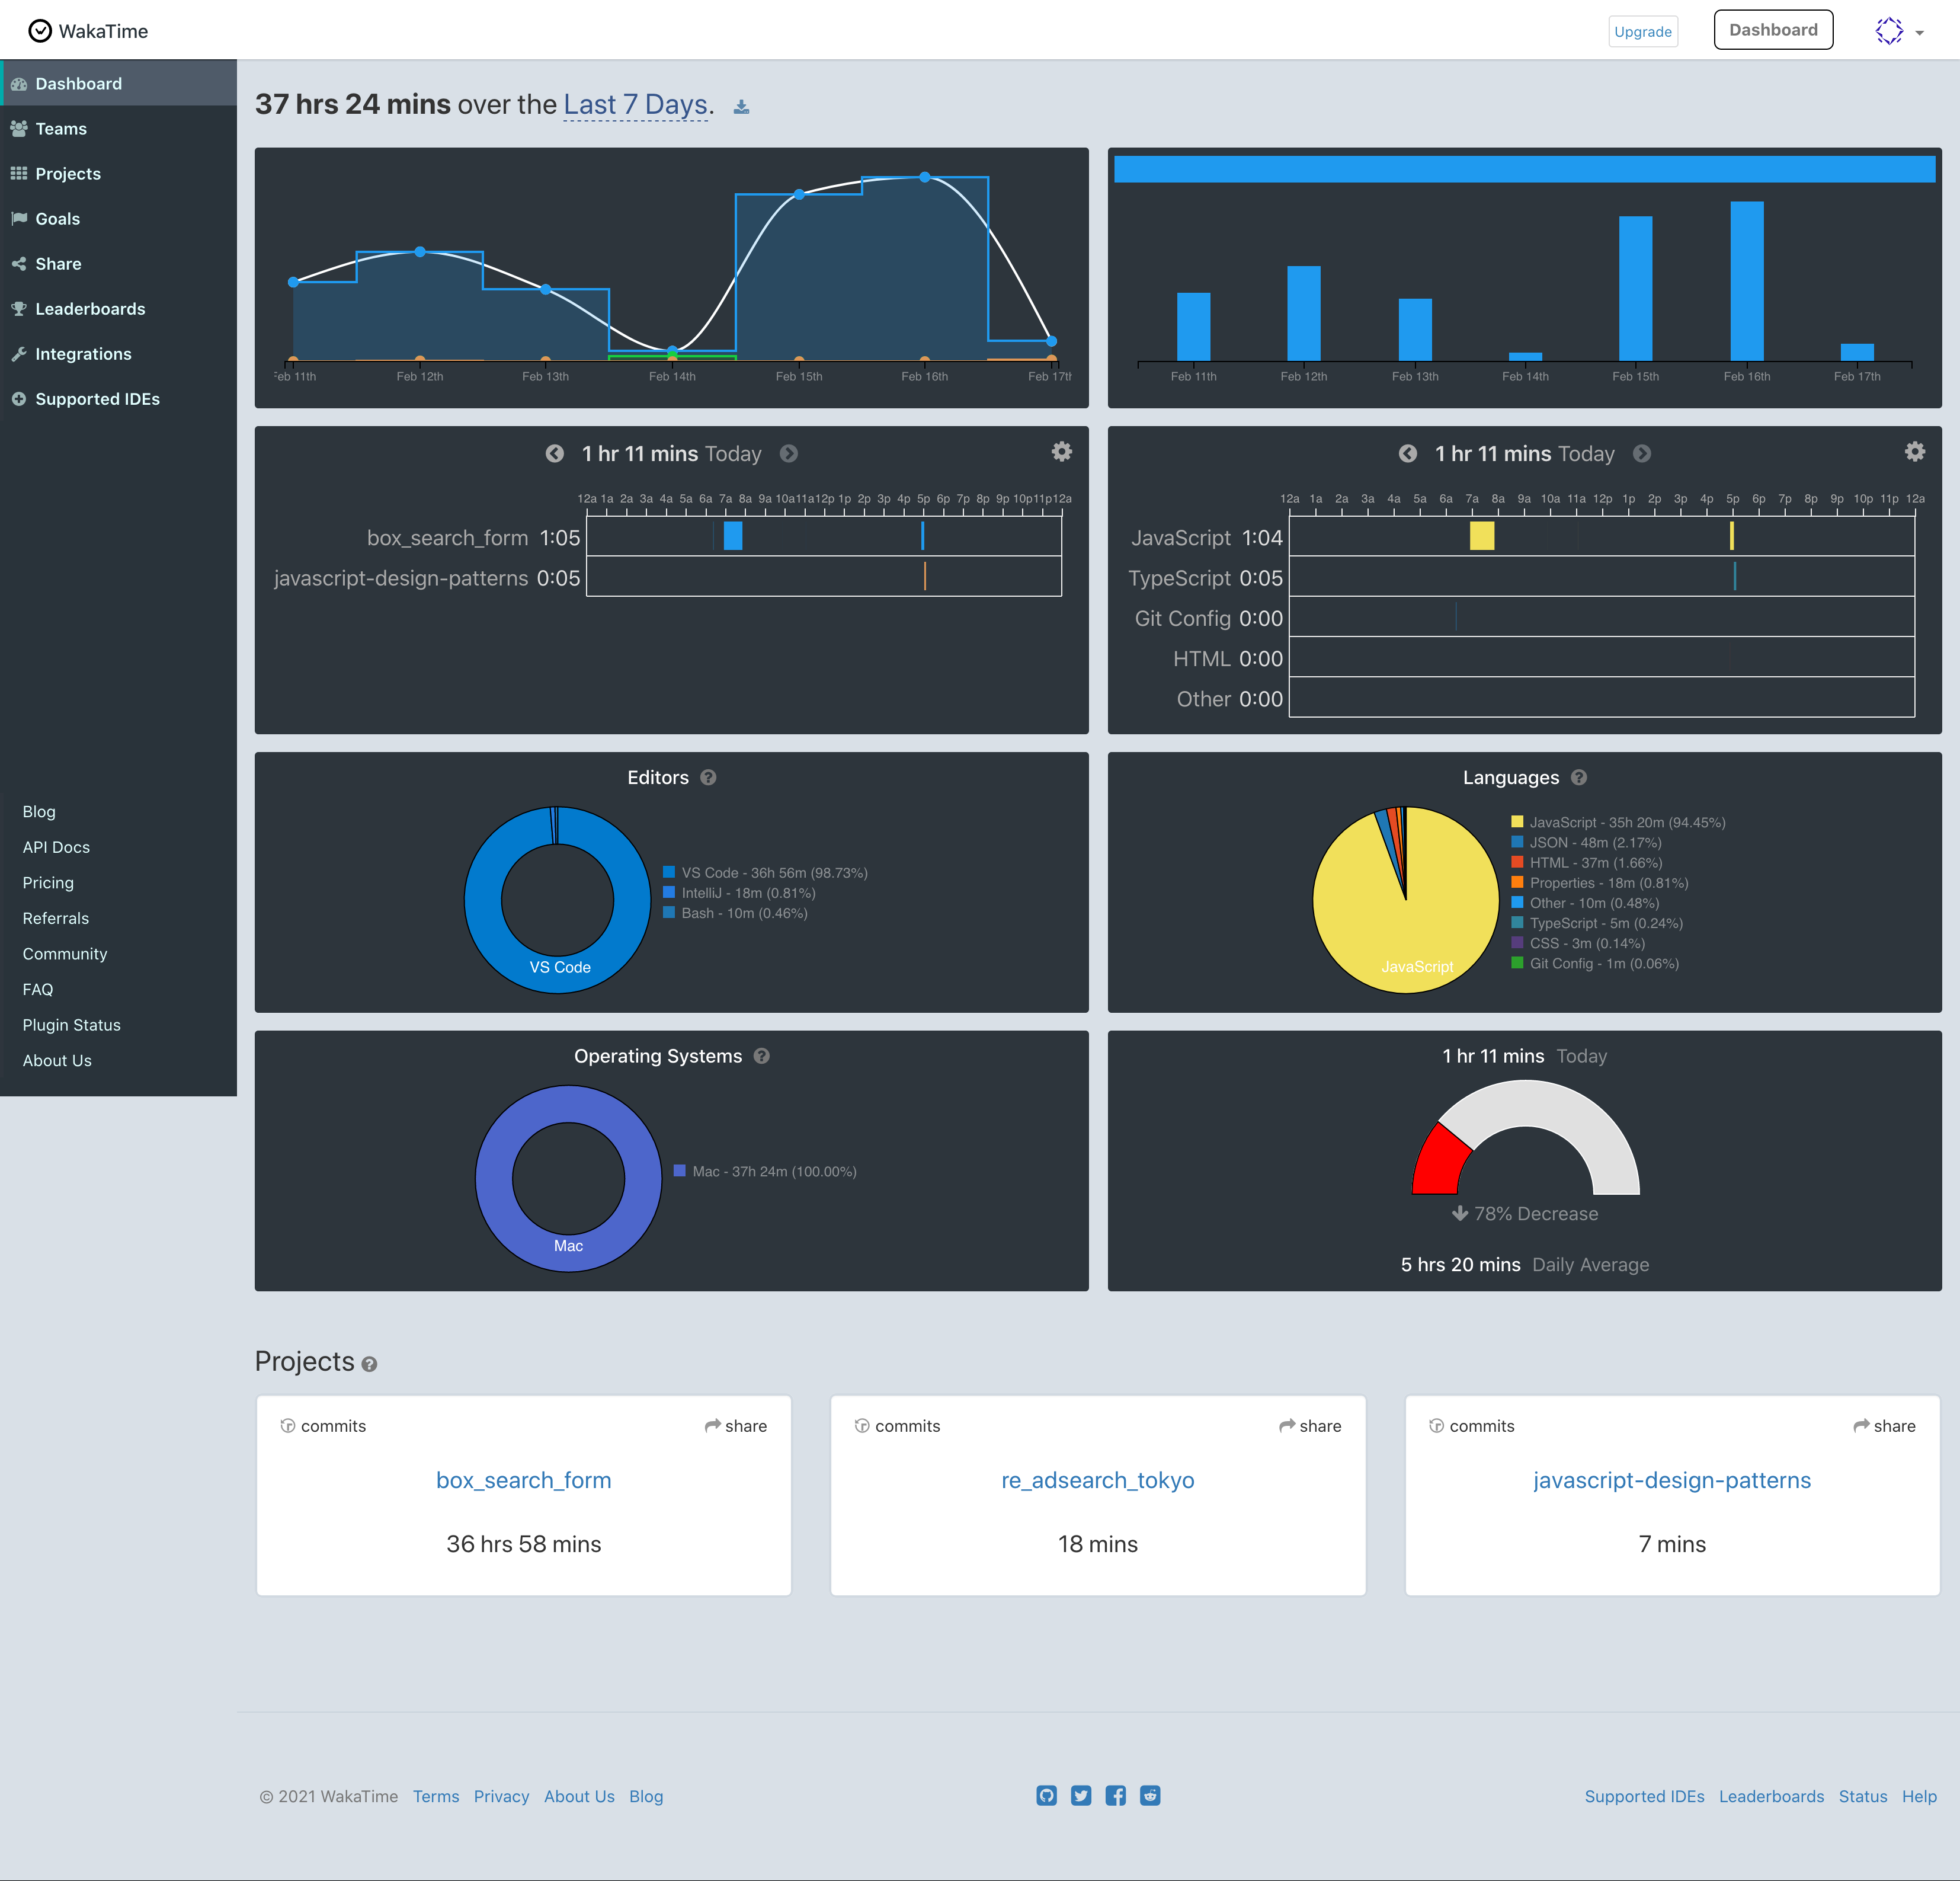 WakaTime
Upgrade
Dashboard
Dashboard
Teams
Projects
Goals
Share
Leaderboards
Integrations
Supported IDEs
Blog
API Docs
Pricing
Referrals
Community
FAQ
Plugin Status
About Us
37 hrs 24 mins over the Last 7 Days.
Feb 11th Feb 12th Feb 13th Feb 14th Feb 15th Feb 16th Feb 17th
Feb 11th Feb 12th Feb 13th Feb 14th Feb 15th Feb 16th Feb 17th
1 hr 11 mins Today
12a 1a 2a 3a 4a 5a 6a 7a 8a 9a 10a 11a 12p 1p 2p 3p 4p 5p 6p 7p 8p 9p 10p 11p 12a
box_search_form 1:05
javascript-design-patterns 0:05
1 hr 11 mins Today
12a 1a 2a 3a 4a 5a 6a 7a 8a 9a 10a 11a 12p 1p 2p 3p 4p 5p 6p 7p 8p 9p 10p 11p 12a
JavaScript 1:04
TypeScript 0:05
Git Config 0:00
HTML 0:00
Other 0:00
Editors
VS Code - 36h 56m (98.73%)
IntelliJ - 18m (0.81%)
Bash - 10m (0.46%)
VS Code
Languages
JavaScript - 35h 20m (94.45%)
JSON - 48m (2.17%)
HTML - 37m (1.66%)
Properties - 18m (0.81%)
Other - 10m (0.48%)
TypeScript - 5m (0.24%)
CSS - 3m (0.14%)
Git Config - 1m (0.06%)
JavaScript
Operating Systems
Mac - 37h 24m (100.00%)
Mac
1 hr 11 mins Today
78% Decrease
5 hrs 20 mins Daily Average
Projects
commits share
box_search_form
36 hrs 58 mins
commits share
re_adsearch_tokyo
18 mins
commits share
javascript-design-patterns
7 mins
© 2021 WakaTime Terms Privacy About Us Blog
Supported IDEs Leaderboards Status Help